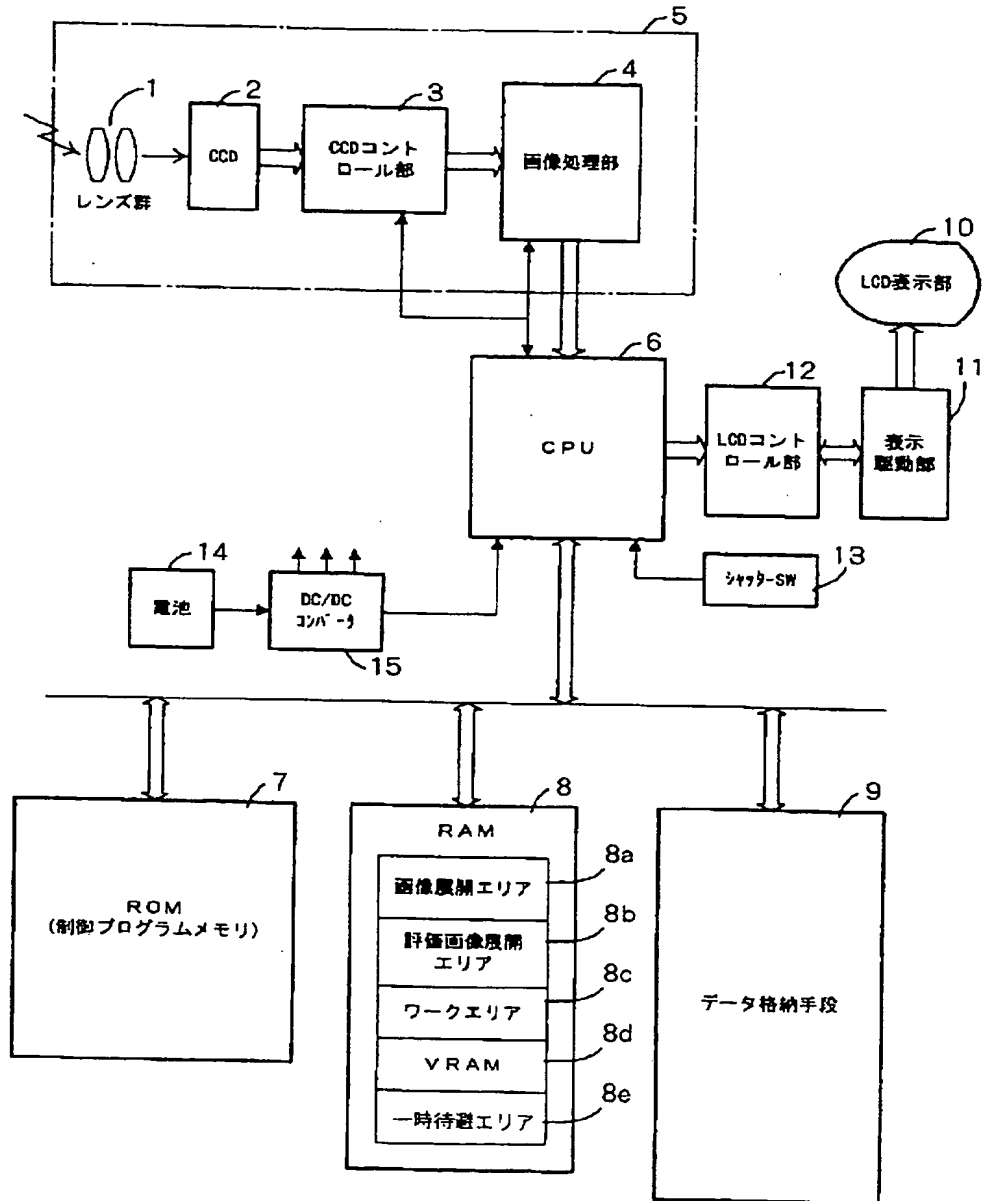 5
1
2
3
4
CCD
CCDコント
ロール部
画像処理部
レンズ群
10
LCD表示部
6
12
11
CPU
LCDコント
ロール部
表示
駆動部
14
電池
DC/DC
コンバータ
15
シャッターSW
13
7
8
9
ROM
(制御プログラムメモリ)
RAM
画像展開エリア
8a
評価画像展開
エリア
8b
ワークエリア
8c
VRAM
8d
一時待避エリア
8e
データ格納手段